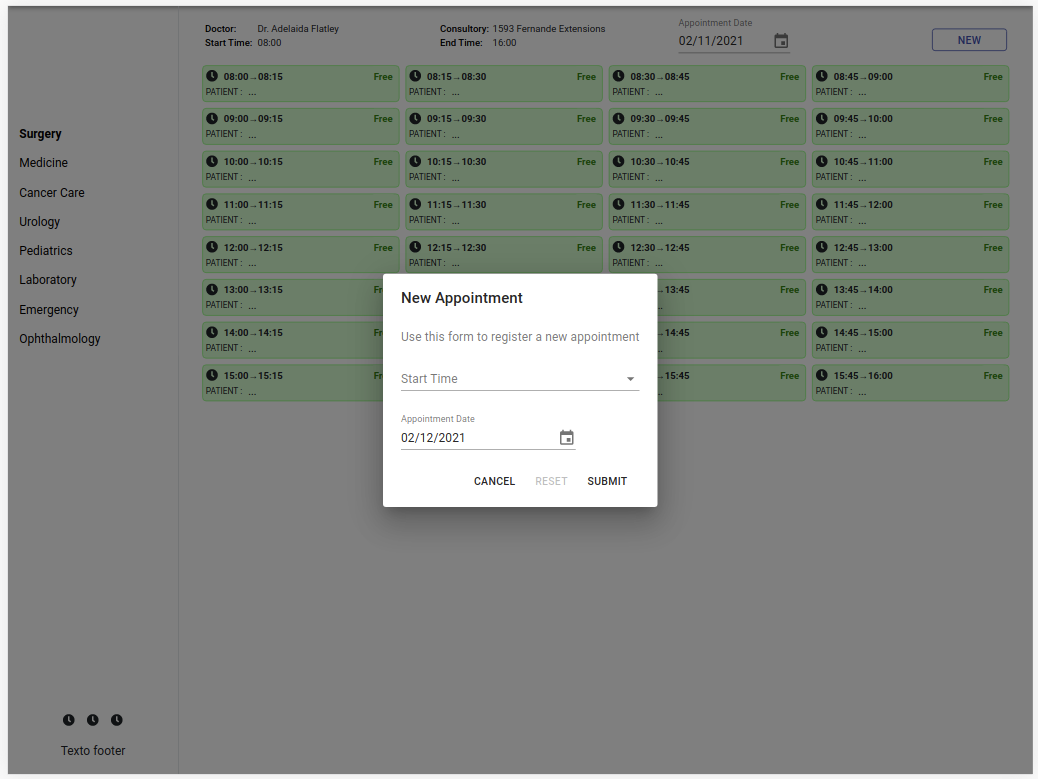 Doctor: Dr. Adelaida Flatley
Start Time: 08:00
Consultory: 1593 Fernande Extensions
End Time: 16:00
Appointment Date
02/11/2021
NEW
Surgery
Medicine
Cancer Care
Urology
Pediatrics
Laboratory
Emergency
Ophthalmology
08:00→08:15 Free
PATIENT : ...
08:15→08:30 Free
PATIENT : ...
08:30→08:45 Free
PATIENT : ...
08:45→09:00 Free
PATIENT : ...
09:00→09:15 Free
PATIENT : ...
09:15→09:30 Free
PATIENT : ...
09:30→09:45 Free
PATIENT : ...
09:45→10:00 Free
PATIENT : ...
10:00→10:15 Free
PATIENT : ...
10:15→10:30 Free
PATIENT : ...
10:30→10:45 Free
PATIENT : ...
10:45→11:00 Free
PATIENT : ...
11:00→11:15 Free
PATIENT : ...
11:15→11:30 Free
PATIENT : ...
11:30→11:45 Free
PATIENT : ...
11:45→12:00 Free
PATIENT : ...
12:00→12:15 Free
PATIENT : ...
12:15→12:30 Free
PATIENT : ...
12:30→12:45 Free
PATIENT : ...
12:45→13:00 Free
PATIENT : ...
13:00→13:15
PATIENT : ...
→13:45 Free
...
13:45→14:00 Free
PATIENT : ...
14:00→14:15
PATIENT : ...
→14:45 Free
...
14:45→15:00 Free
PATIENT : ...
15:00→15:15
PATIENT : ...
→15:45 Free
...
15:45→16:00 Free
PATIENT : ...
New Appointment
Use this form to register a new appointment
Start Time
Appointment Date
02/12/2021
CANCEL RESET SUBMIT
Texto footer